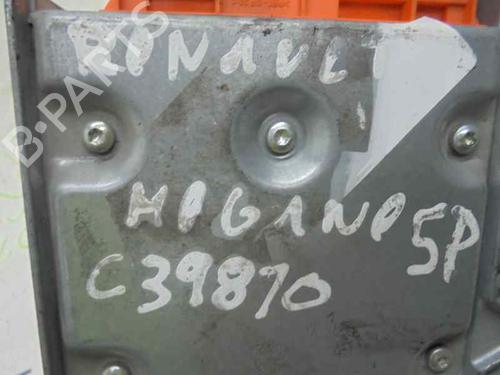 B-PARTS
RENAULT
MEGANE
5P
C39870